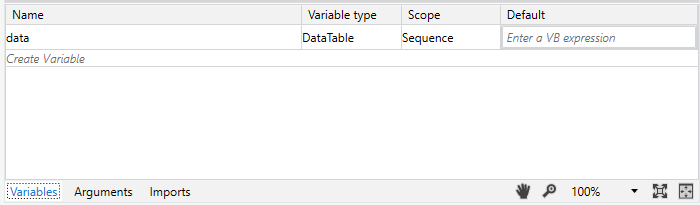 Name Variable type Scope Default
data DataTable Sequence Enter a VB expression
Create Variable
Variables Arguments Imports 100%